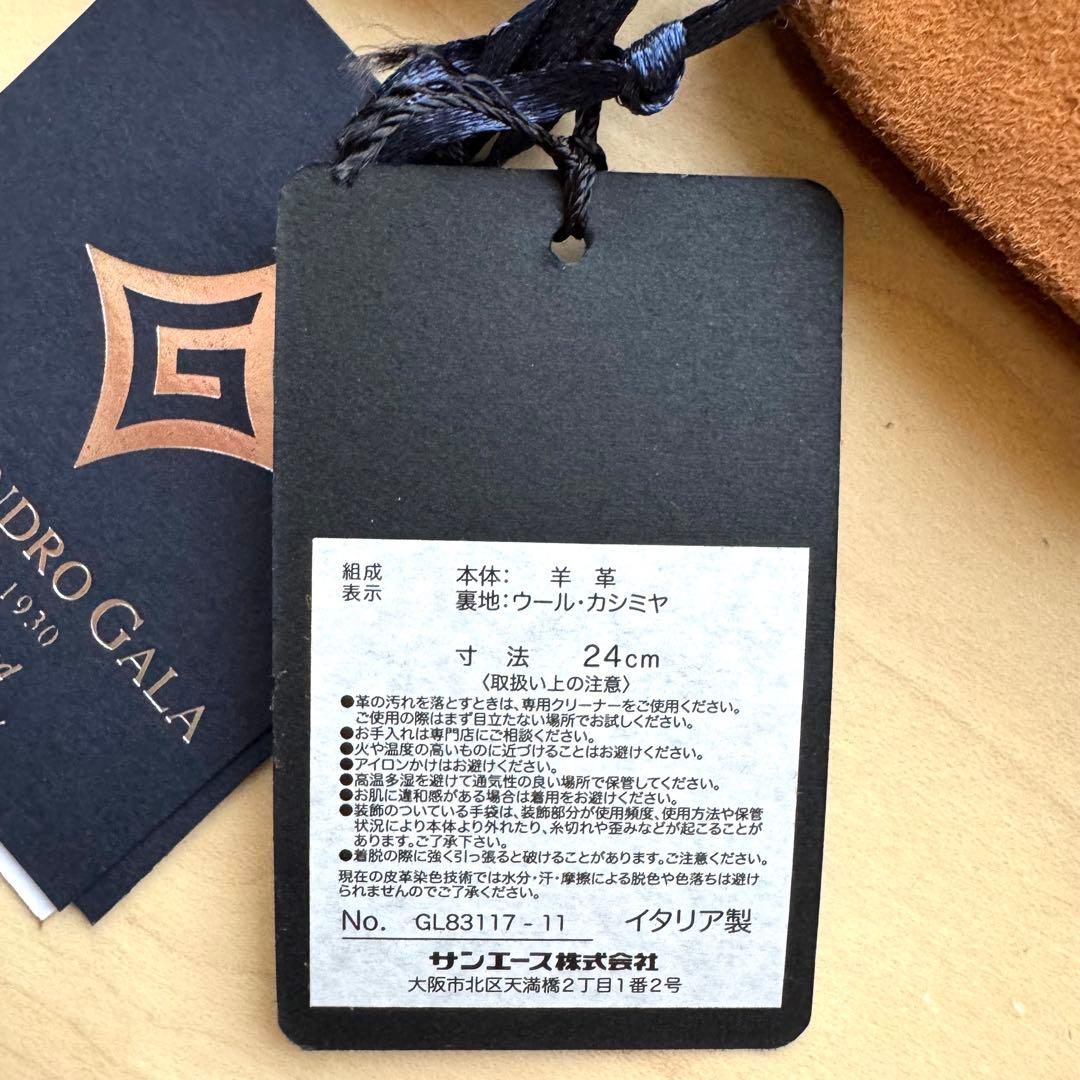 G
NDRO GALA
1930
組成
表示
本体： 羊 革
裏地：ウール・カシミヤ
寸 法 24cm
〈取扱い上の注意〉
●革の汚れを落とすときは、専用クリーナーをご使用ください。
ご使用の際はまず目立たない場所でお試しください。
●お手入れは専門店にご相談ください。
●火や温度の高いものに近づけることはお避けください。
●アイロンかけはお避けください。
●高温多湿を避けて通気性の良い場所で保管してください。
●お肌に違和感がある場合は着用をお避けください。
●装飾のついている手袋は、装飾部分が使用頻度、使用方法や保管
状況により本体より外れたり、糸切れや歪みなどが起こることが
あります。ご了承下さい。
●着脱の際に強く引っ張ると破けることがあります。ご注意ください。
現在の皮革染色技術では水分・汗・摩擦による脱色や色落ちは避け
られませんのでご了承ください。
No. GL83117-11 イタリア製
サンエース株式会社
大阪市北区天満橋2丁目1番2号